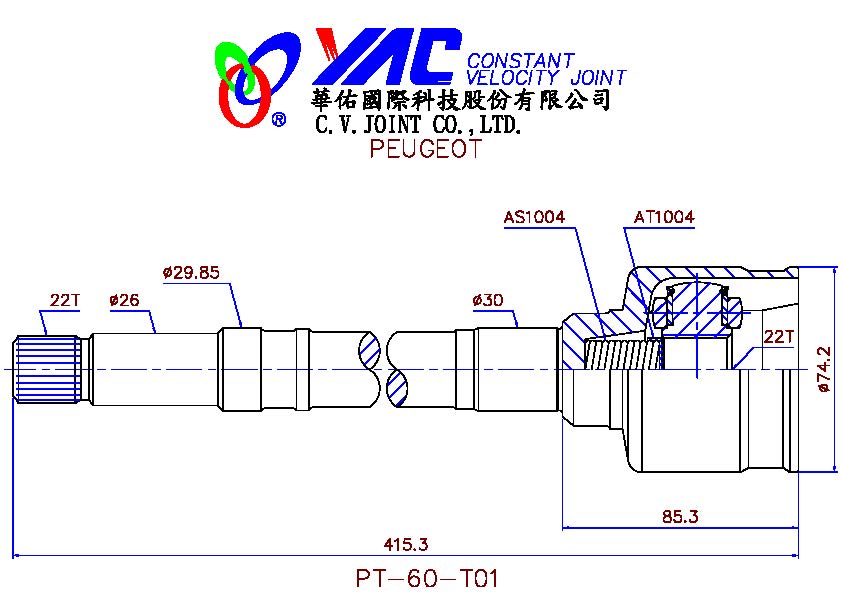 YAC CONSTANT
VELOCITY JOINT
華佑國際科技股份有限公司
®
C.V.JOINT CO.,LTD.
PEUGEOT
AS1004
AT1004
ø29.85
22T
ø26
ø30
22T
ø74.2
85.3
415.3
PT-60-T01